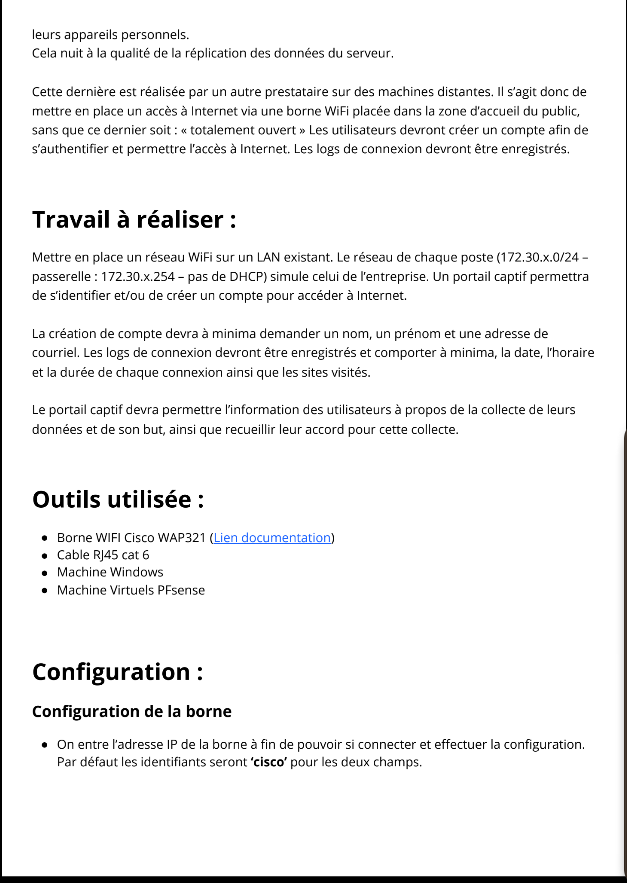 leurs appareils personnels.
Cela nuit à la qualité de la réplication des données du serveur.
Cette dernière est réalisée par un autre prestataire sur des machines distantes. Il s’agit donc de
mettre en place un accès à Internet via une borne WiFi placée dans la zone d’accueil du public,
sans que ce dernier soit : « totalement ouvert » Les utilisateurs devront créer un compte afin de
s’authentifier et permettre l’accès à Internet. Les logs de connexion devront être enregistrés.
Travail à réaliser :
Mettre en place un réseau WiFi sur un LAN existant. Le réseau de chaque poste (172.30.x.0/24 –
passerelle : 172.30.x.254 – pas de DHCP) simule celui de l’entreprise. Un portail captif permettra
de s’identifier et/ou de créer un compte pour accéder à Internet.
La création de compte devra à minima demander un nom, un prénom et une adresse de
courriel. Les logs de connexion devront être enregistrés et comporter à minima, la date, l’horaire
et la durée de chaque connexion ainsi que les sites visités.
Le portail captif devra permettre l’information des utilisateurs à propos de la collecte de leurs
données et de son but, ainsi que recueillir leur accord pour cette collecte.
Outils utilisée :
● Borne WIFI Cisco WAP321 (Lien documentation)
● Cable RJ45 cat 6
● Machine Windows
● Machine Virtuels PFsense
Configuration :
Configuration de la borne
● On entre l’adresse IP de la borne à fin de pouvoir si connecter et effectuer la configuration.
Par défaut les identifiants seront ‘cisco’ pour les deux champs.